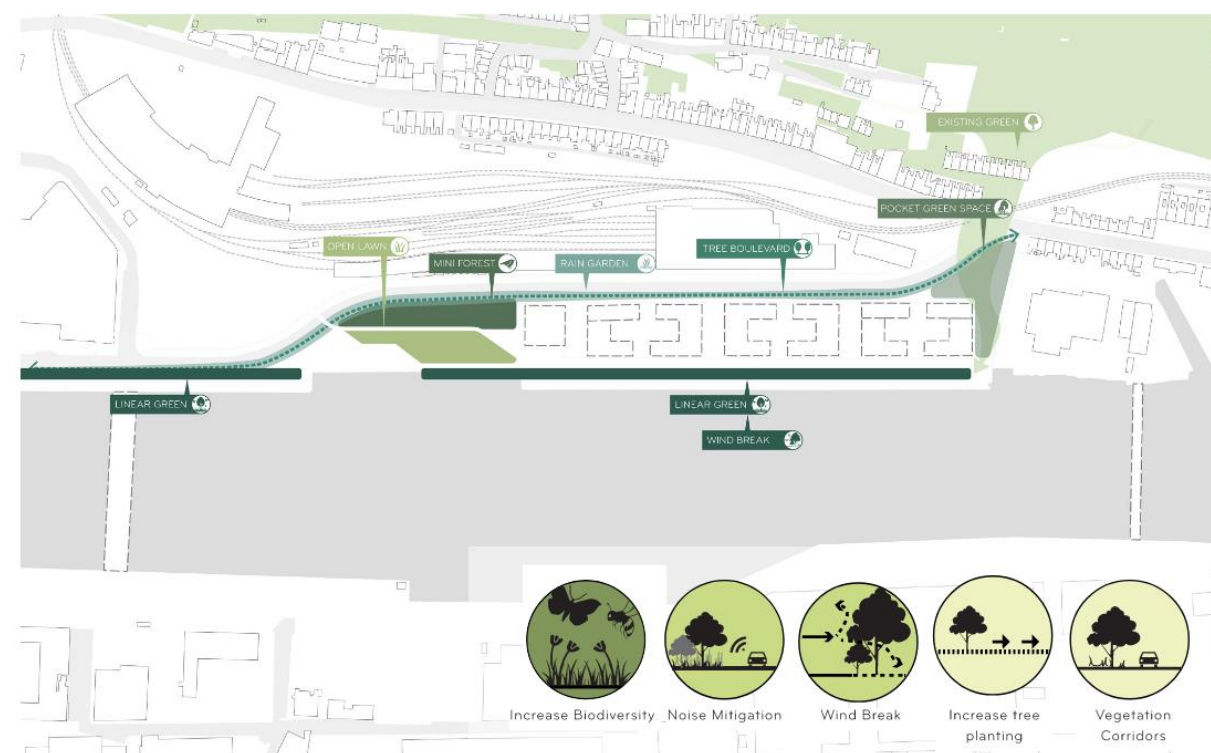 EXISTING GREEN
POCKET GREEN SPACE
OPEN LAWN
TREE BOULEVARD
MINI FOREST
RAIN GARDEN
LINEAR GREEN
LINEAR GREEN
WIND BREAK
Increase Biodiversity
Noise Mitigation
Wind Break
Increase tree
planting
Vegetation
Corridors